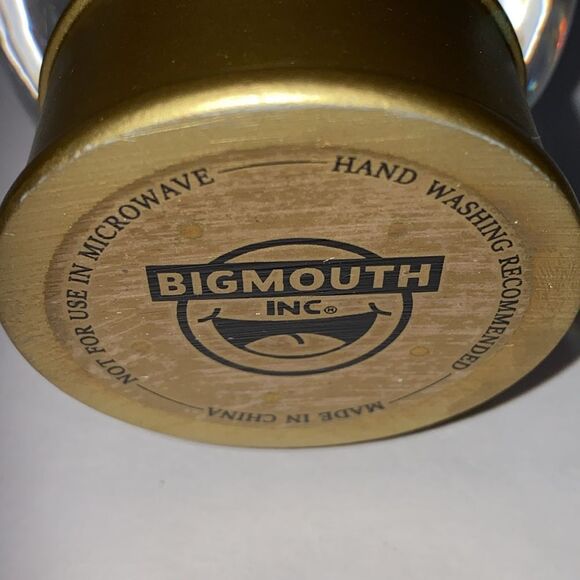 NOT FOR USE IN MICROWAVE
HAND WASHING RECOMMENDED
BIGMOUTH
INC®
MADE IN CHINA